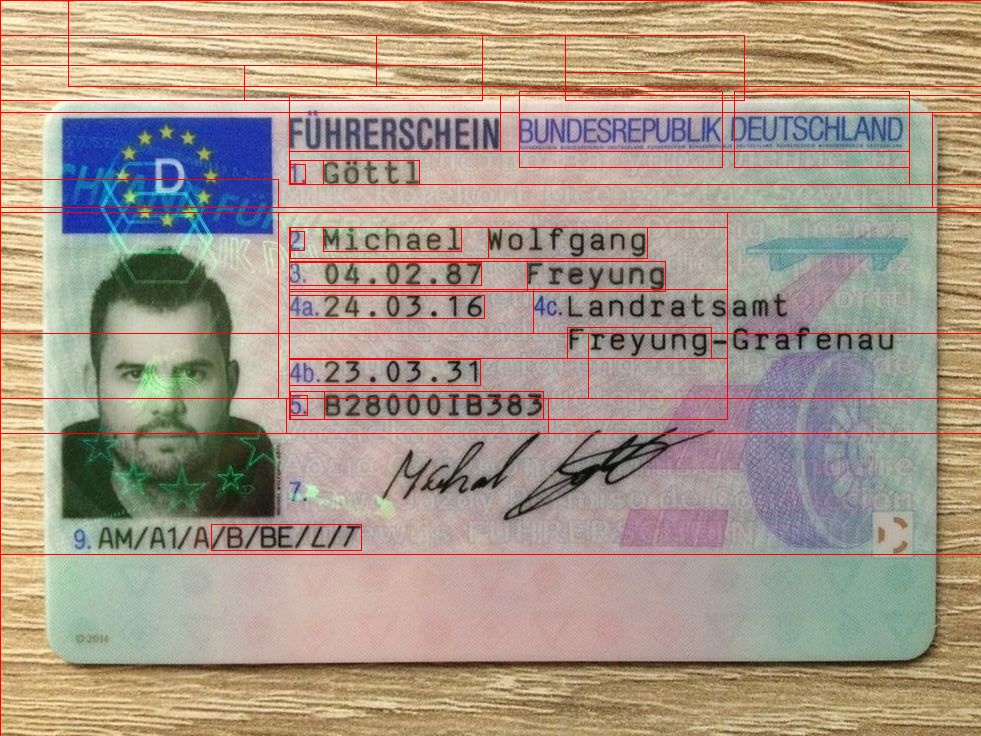 D
FÜHRERSCHEIN BUNDESREPUBLIK DEUTSCHLAND
1. Göttl
2. Michael Wolfgang
3. 04.02.87 Freyung
4a. 24.03.16 4c. Landratsamt
Freyung-Grafenau
4b. 23.03.31
5. B28000IB383
7. Michael Göttl
9. AM/A1/A/B/BE/L/T
©2014